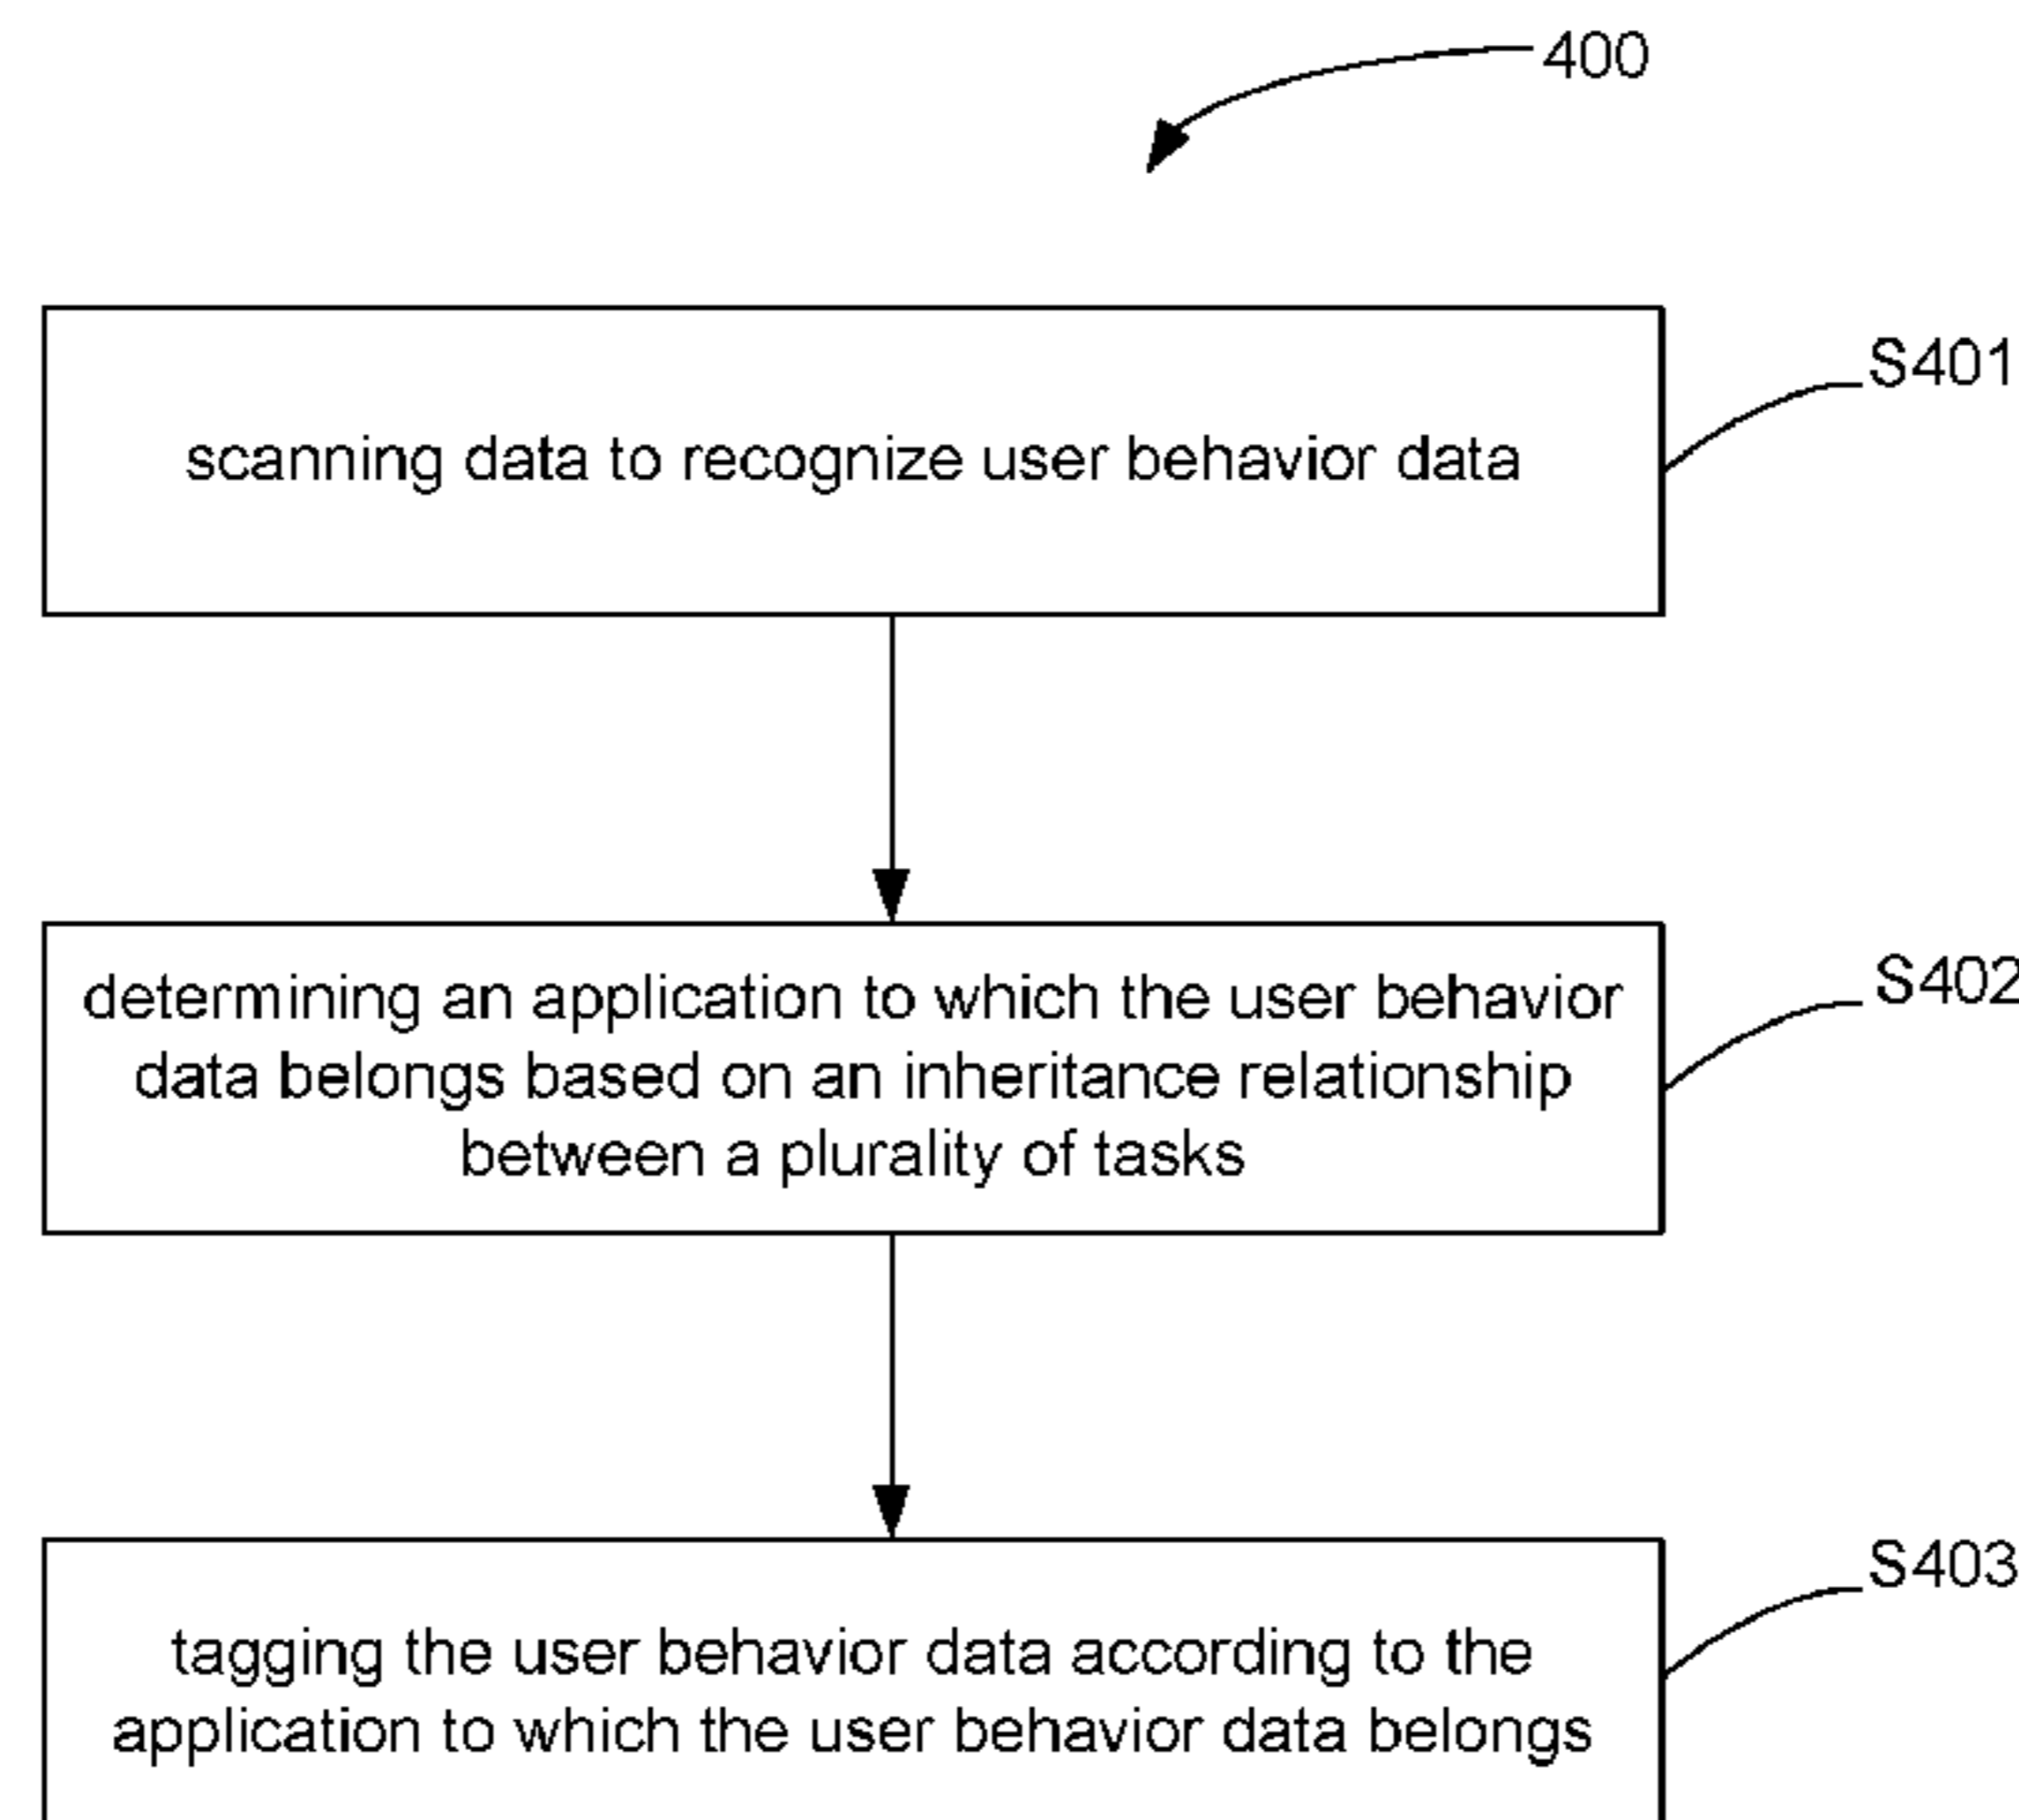 400
S401
scanning data to recognize user behavior data
S402
determining an application to which the user behavior
data belongs based on an inheritance relationship
between a plurality of tasks
S403
tagging the user behavior data according to the
application to which the user behavior data belongs